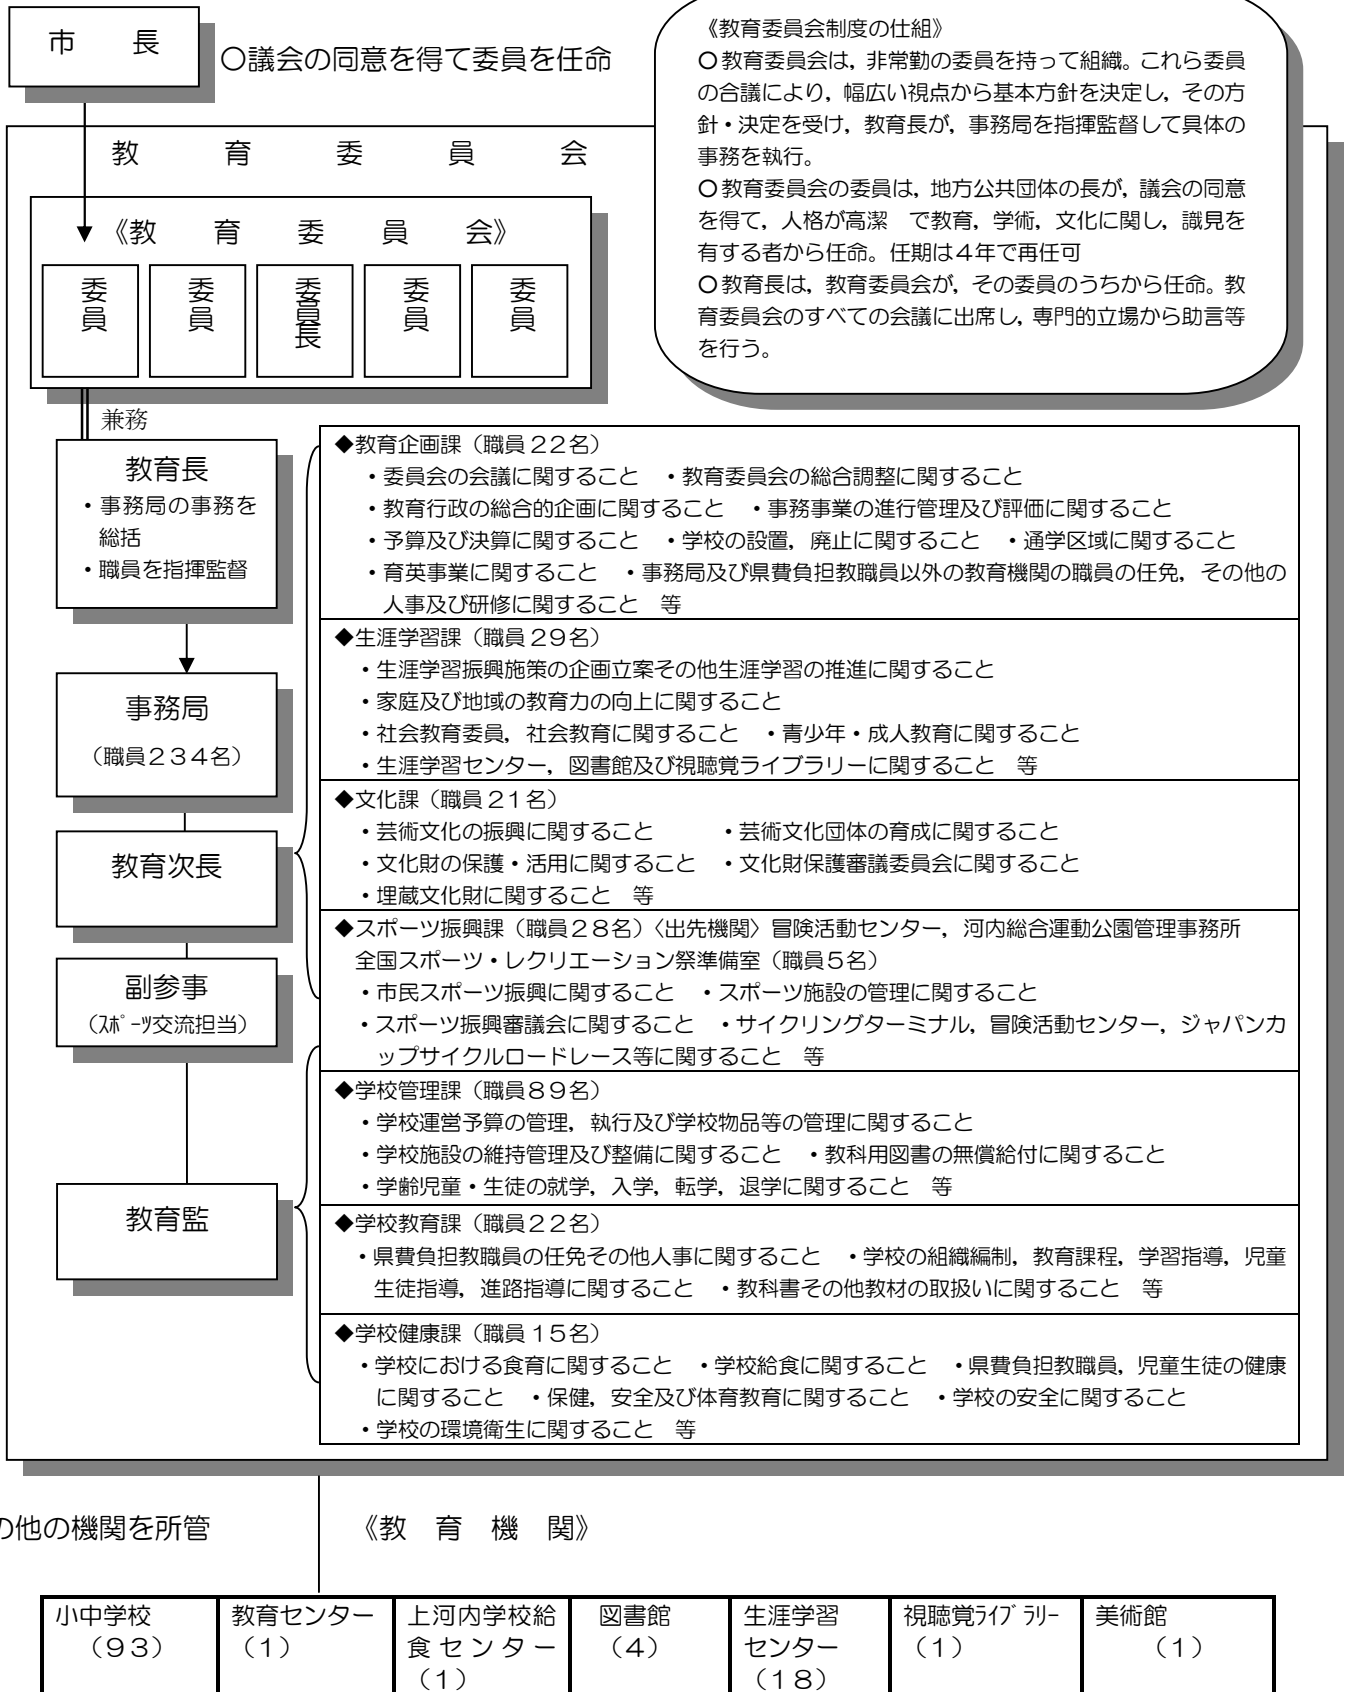 市　長
〇議会の同意を得て委員を任命
《教育委員会制度の仕組》
〇教育委員会は，非常勤の委員を持って組織。これら委員
の合議により，幅広い視点から基本方針を決定し，その方
針・決定を受け，教育長が，事務局を指揮監督して具体の
事務を執行。
〇教育委員会の委員は，地方公共団体の長が，議会の同意
を得て，人格が高潔　で教育，学術，文化に関し，識見を
有する者から任命。任期は４年で再任可
〇教育長は，教育委員会が，その委員のうちから任命。教
育委員会のすべての会議に出席し，専門的立場から助言等
を行う。
教　育　委　員　会
《教　育　委　員　会》
委員
委員
委員長
委員
委員
兼務
教育長
・事務局の事務を
総括
・職員を指揮監督
事務局
（職員２３４名）
教育次長
副参事
（ｽﾎﾟｰﾂ交流担当）
教育監
◆教育企画課（職員２２名）
・委員会の会議に関すること　・教育委員会の総合調整に関すること
・教育行政の総合的企画に関すること　・事務事業の進行管理及び評価に関すること
・予算及び決算に関すること　・学校の設置，廃止に関すること　・通学区域に関すること
・育英事業に関すること　・事務局及び県費負担教職員以外の教育機関の職員の任免，その他の
人事及び研修に関すること　等
◆生涯学習課（職員２９名）
・生涯学習振興施策の企画立案その他生涯学習の推進に関すること
・家庭及び地域の教育力の向上に関すること
・社会教育委員，社会教育に関すること　・青少年・成人教育に関すること
・生涯学習センター，図書館及び視聴覚ライブラリーに関すること　等
◆文化課（職員２１名）
・芸術文化の振興に関すること　　・芸術文化団体の育成に関すること
・文化財の保護・活用に関すること　・文化財保護審議委員会に関すること
・埋蔵文化財に関すること　等
◆スポーツ振興課（職員２８名）〈出先機関〉冒険活動センター，河内総合運動公園管理事務所
全国スポーツ・レクリエーション祭準備室（職員５名）
・市民スポーツ振興に関すること　・スポーツ施設の管理に関すること
・スポーツ振興審議会に関すること　・サイクリングターミナル，冒険活動センター，ジャパンカ
ップサイクルロードレース等に関すること　等
◆学校管理課（職員８９名）
・学校運営予算の管理，執行及び学校物品等の管理に関すること
・学校施設の維持管理及び整備に関すること　・教科用図書の無償給付に関すること
・学齢児童・生徒の就学，入学，転学，退学に関すること　等
◆学校教育課（職員２２名）
・県費負担教職員の任免その他人事に関すること　・学校の組織編制，教育課程，学習指導，児童
生徒指導，進路指導に関すること　・教科書その他教材の取扱いに関すること　等
◆学校健康課（職員１５名）
・学校における食育に関すること　・学校給食に関すること　・県費負担教職員，児童生徒の健康
に関すること　・保健，安全及び体育教育に関すること　・学校の安全に関すること
・学校の環境衛生に関すること　等
の他の機関を所管
《教　育　機　関》
小中学校
（９３）
教育センター
（１）
上河内学校給
食センター
（１）
図書館
（４）
生涯学習
センター
（１８）
視聴覚ﾗｲﾌﾞﾗﾘｰ
（１）
美術館
（１）